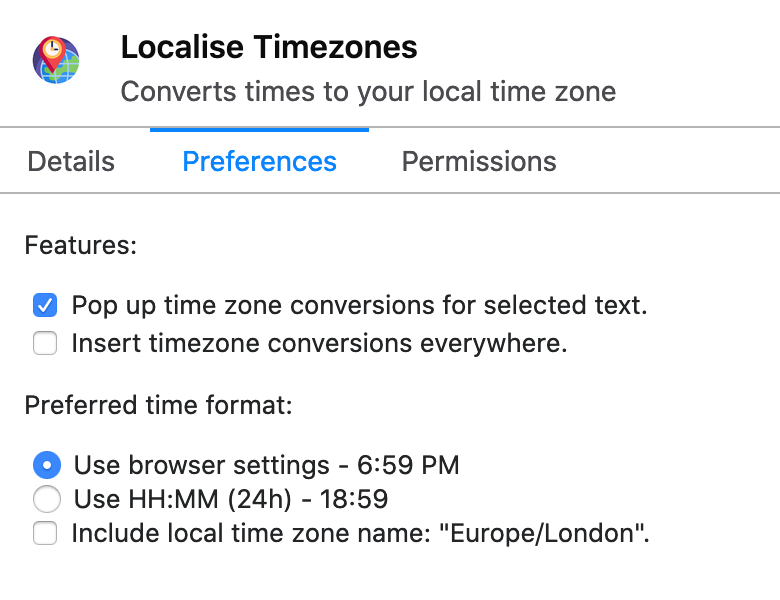 Localise Timezones
Converts times to your local time zone
Details Preferences Permissions
Features:
Pop up time zone conversions for selected text.
Insert timezone conversions everywhere.
Preferred time format:
Use browser settings - 6:59 PM
Use HH:MM (24h) - 18:59
Include local time zone name: "Europe/London".